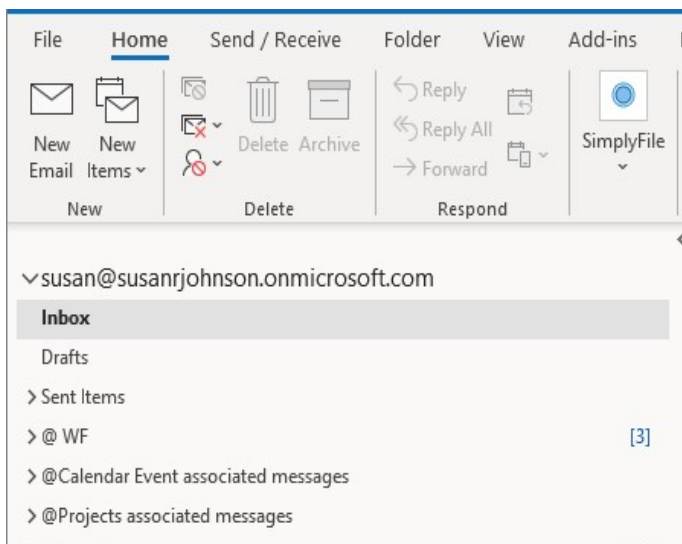 File Home Send / Receive Folder View Add-ins
New Email
New Items
Delete Archive
Reply
Reply All
Forward
SimplyFile
New Delete Respond
susan@susanrjohnson.onmicrosoft.com
Inbox
Drafts
Sent Items
@ WF [3]
@Calendar Event associated messages
@Projects associated messages